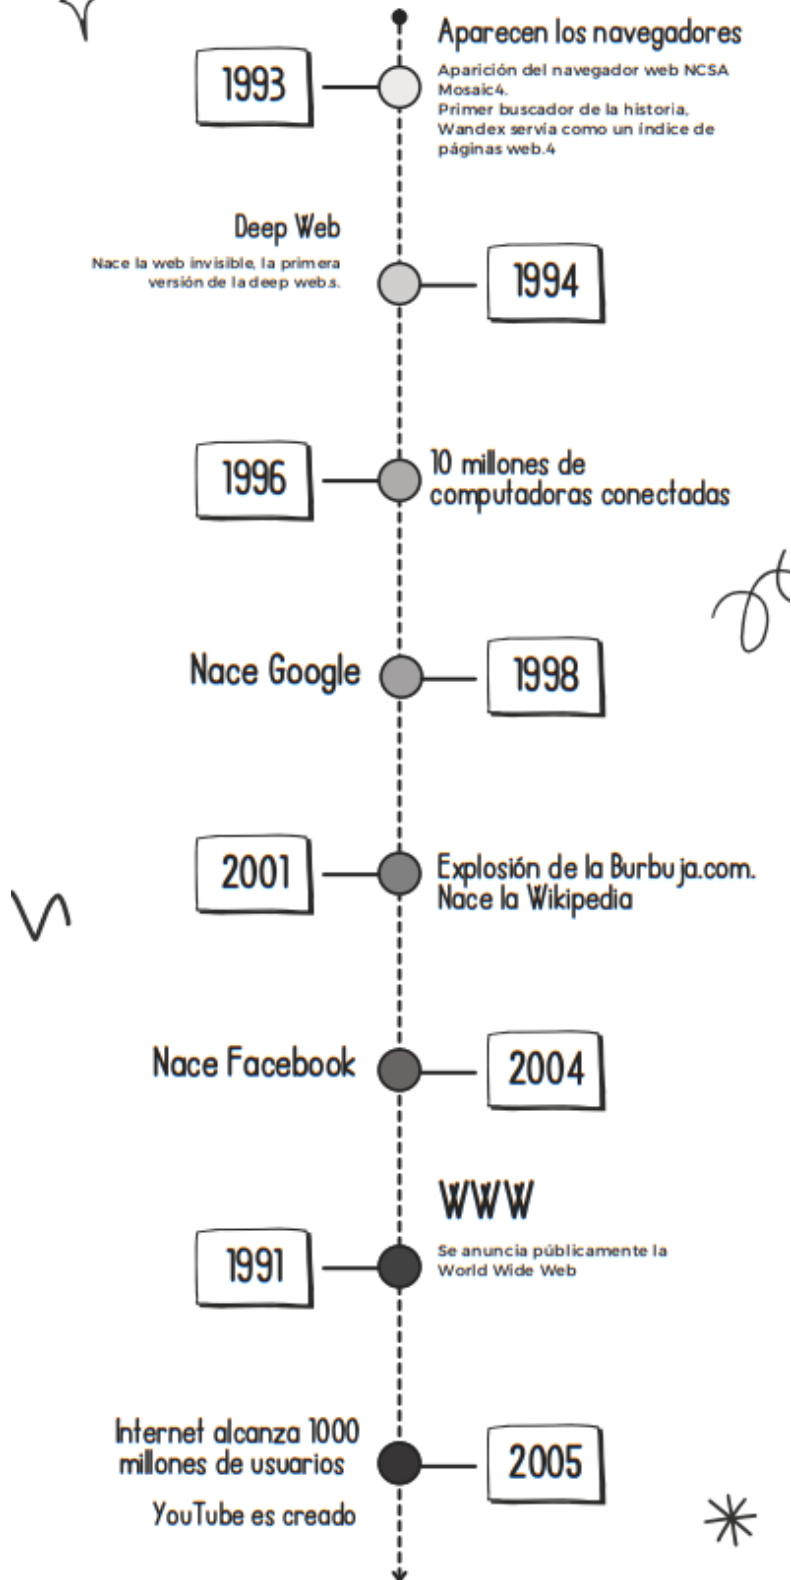 Aparecen los navegadores
1993
Aparición del navegador web NCSA
Mosaic4.
Primer buscador de la historia,
Wandex servía como un índice de
páginas web.4
Deep Web
Nace la web invisible, la primera
versión de la deep web.s.
1994
1996
10 millones de
computadoras conectadas
Nace Google
1998
2001
Explosión de la Burbuja.com.
Nace la Wikipedia
Nace Facebook
2004
WWW
1991
Se anuncia públicamente la
World Wide Web
Internet alcanza 1000
millones de usuarios
2005
YouTube es creado